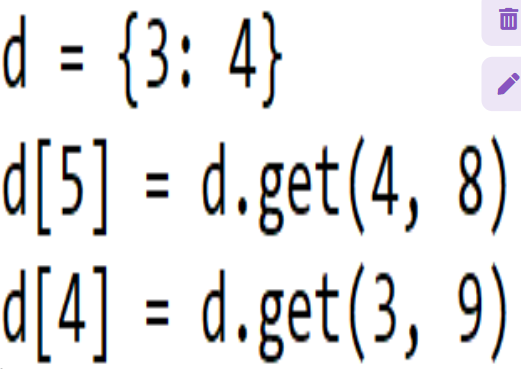 d = {3: 4}
d[5] = d.get(4, 8)
d[4] = d.get(3, 9)